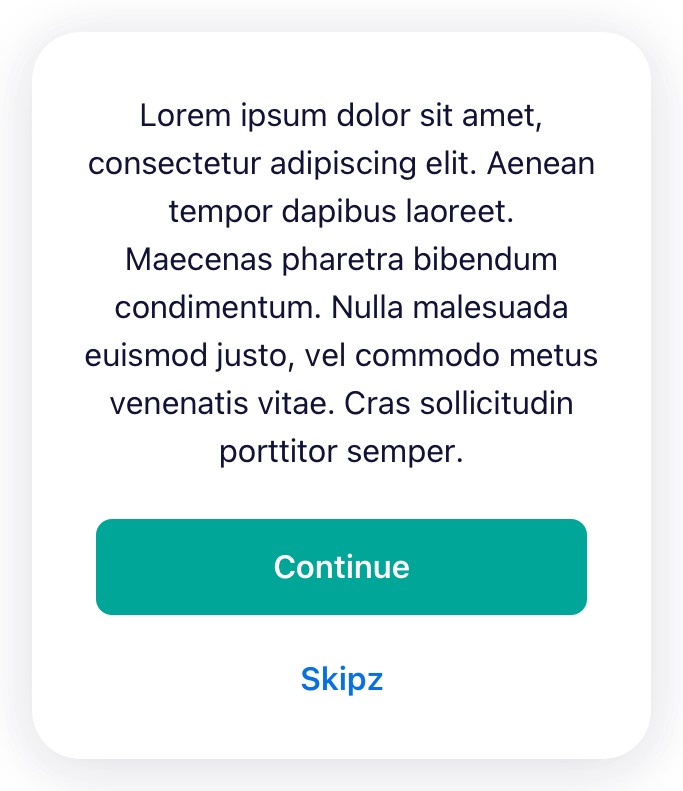 Lorem ipsum dolor sit amet,
consectetur adipiscing elit. Aenean
tempor dapibus laoreet.
Maecenas pharetra bibendum
condimentum. Nulla malesuada
euismod justo, vel commodo metus
venenatis vitae. Cras sollicitudin
porttitor semper.
Continue
Skipz